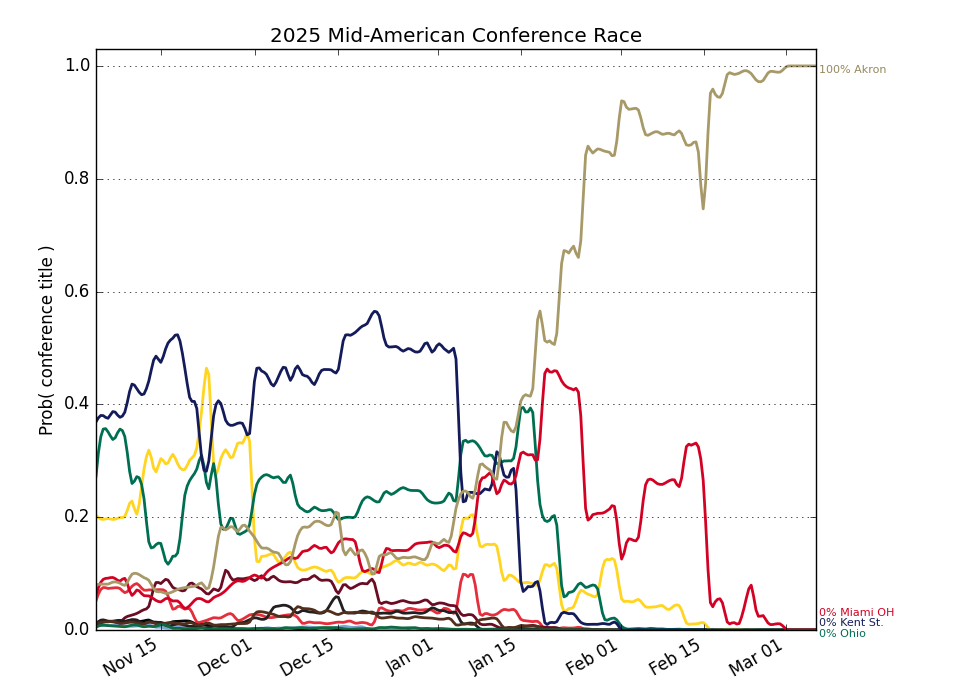 2025 Mid-American Conference Race
Prob( conference title )
1.0
0.8
0.6
0.4
0.2
0.0
Nov 15
Dec 01
Dec 15
Jan 01
Jan 15
Feb 01
Feb 15
Mar 01
100% Akron
0% Miami OH
0% Kent St.
0% Ohio